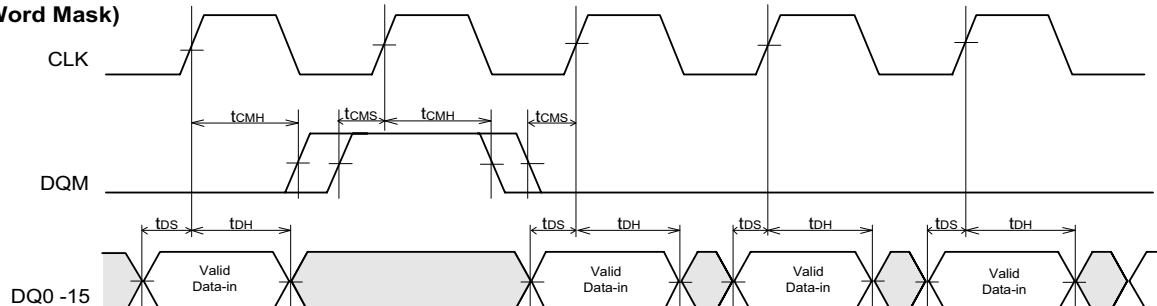 Word Mask)
CLK
tCMH tCMS tCMH tCMS
DQM
tDS tDH tDS tDH tDS tDH tDS tDH
Valid Data-in Valid Data-in Valid Data-in Valid Data-in
DQ0 -15